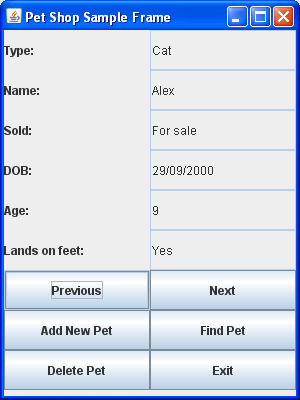 Pet Shop Sample Frame
Type: Cat
Name: Alex
Sold: For sale
DOB: 29/09/2000
Age: 9
Lands on feet: Yes
Previous Next
Add New Pet Find Pet
Delete Pet Exit